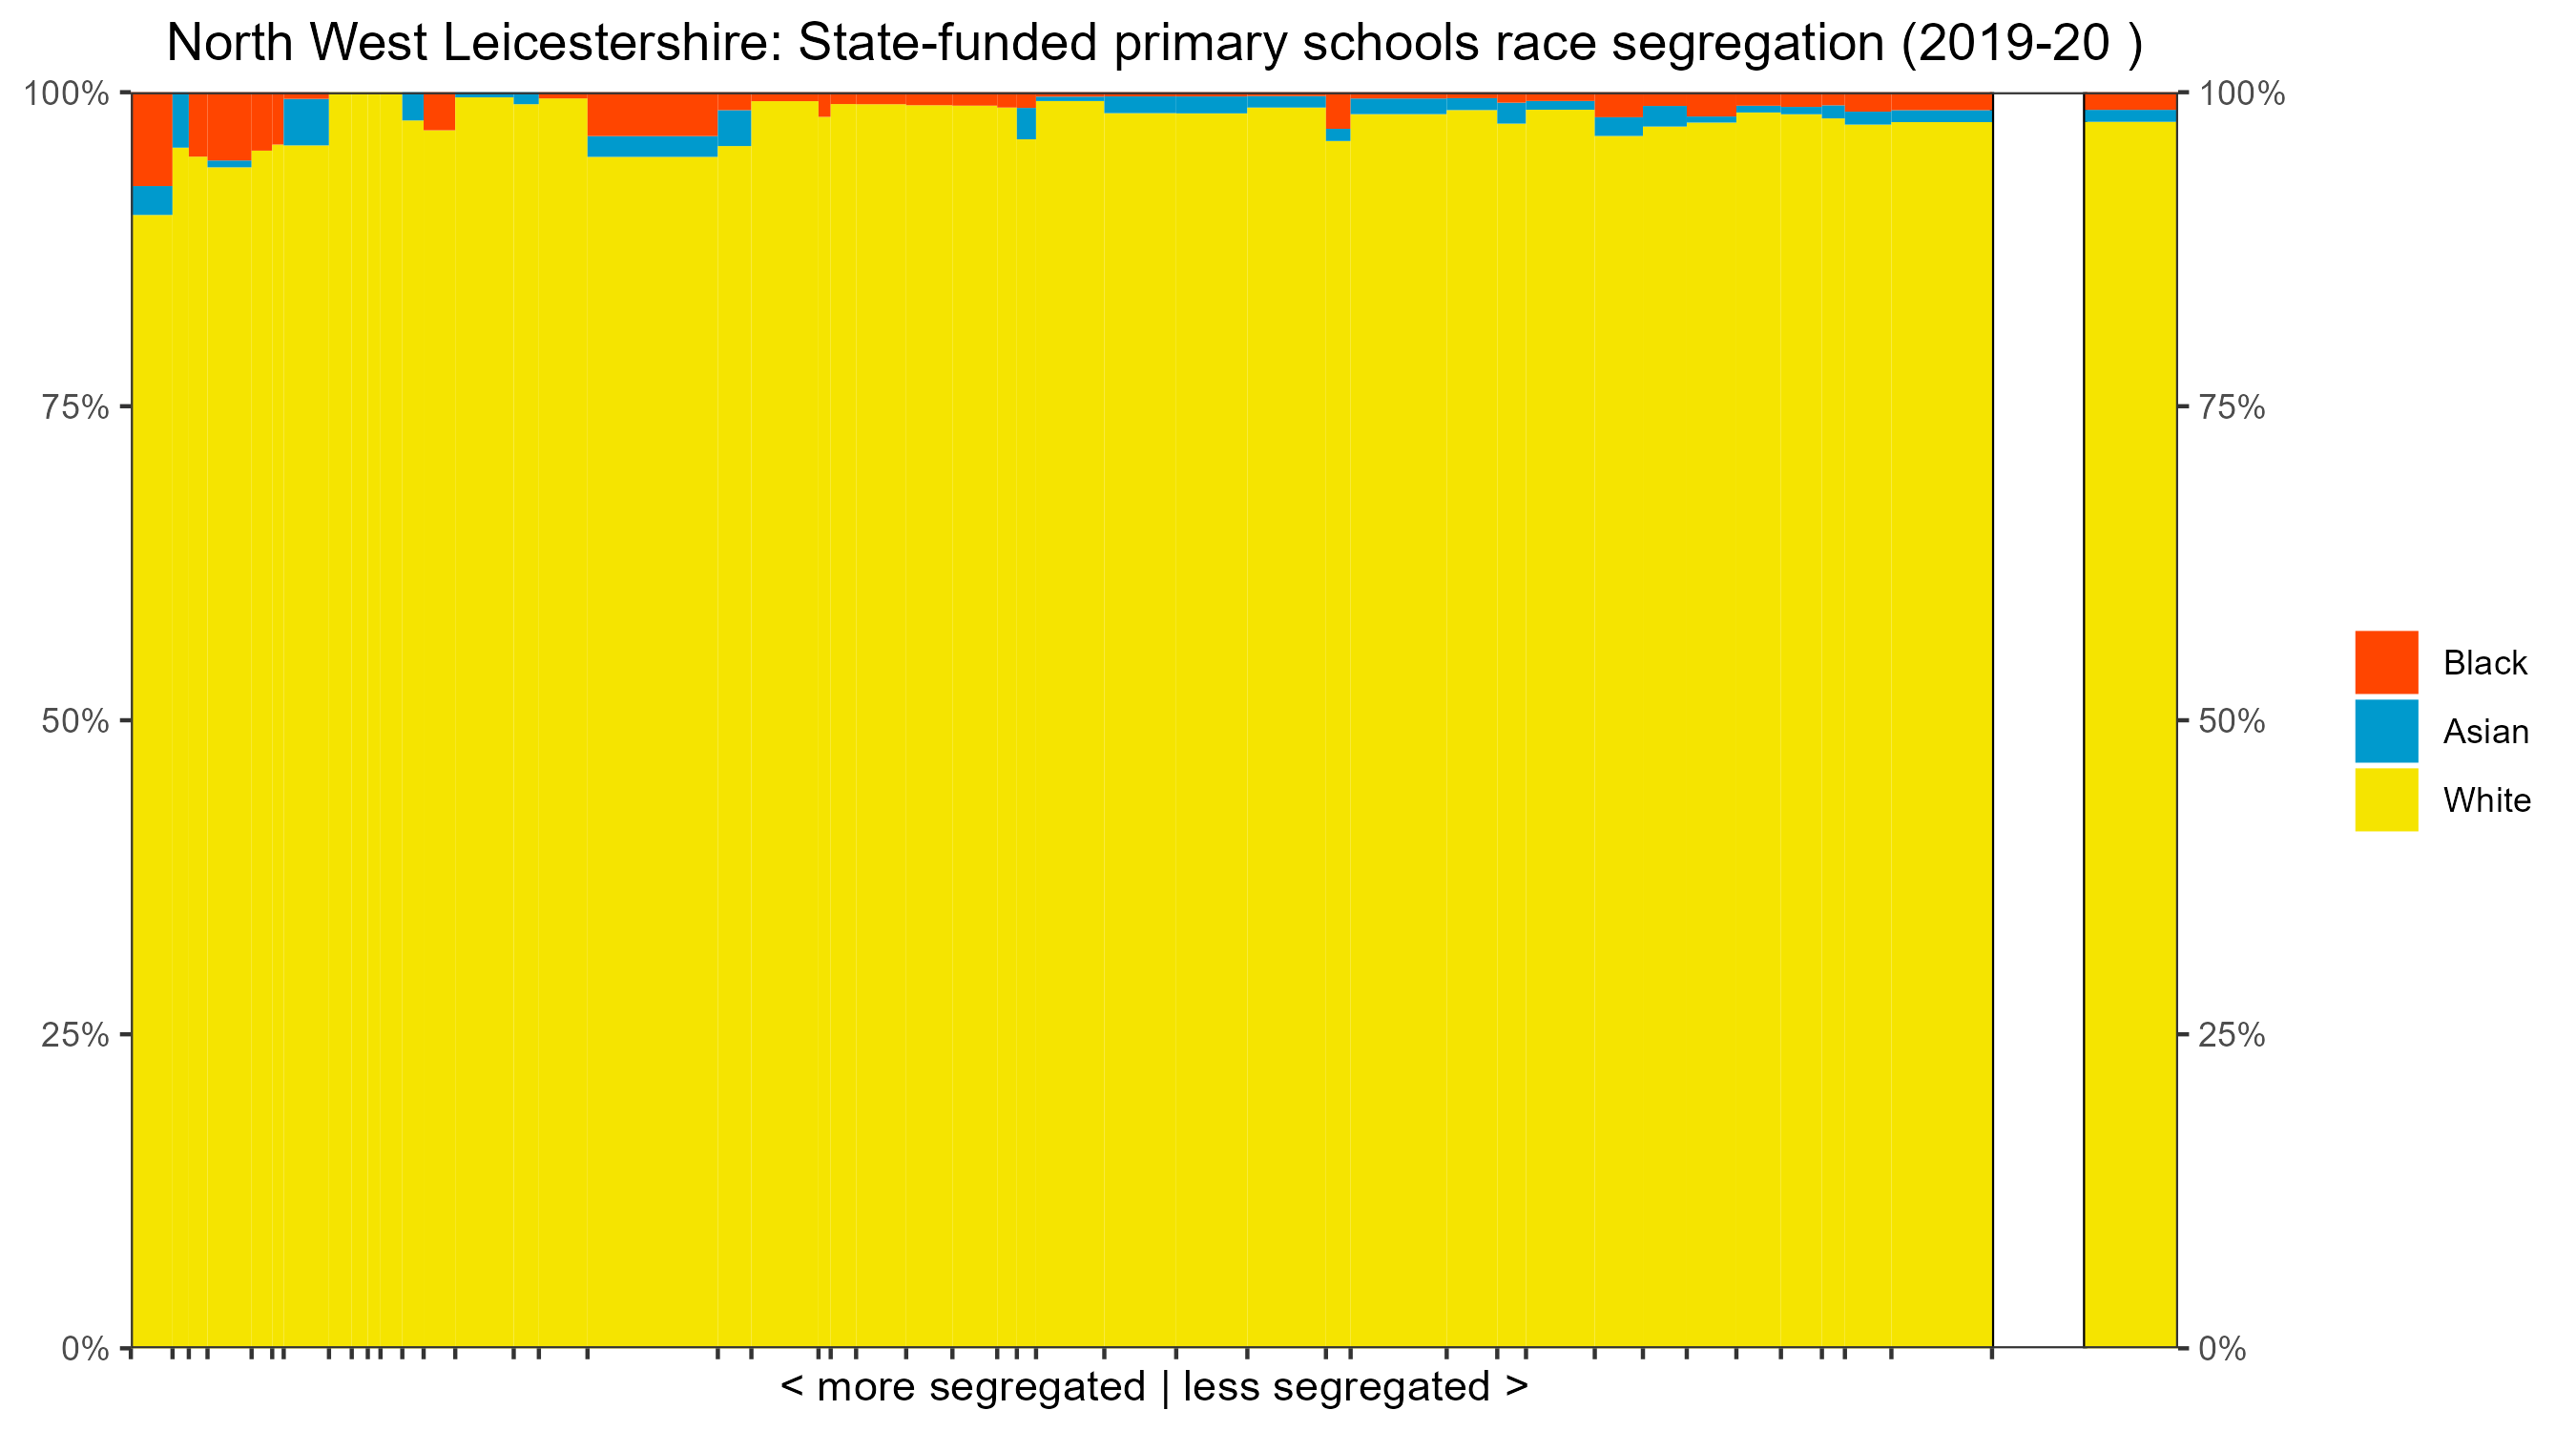 North West Leicestershire: State-funded primary schools race segregation (2019-20 )
100%
75%
50%
25%
0%
100%
75%
50%
25%
0%
Black
Asian
White
< more segregated | less segregated >